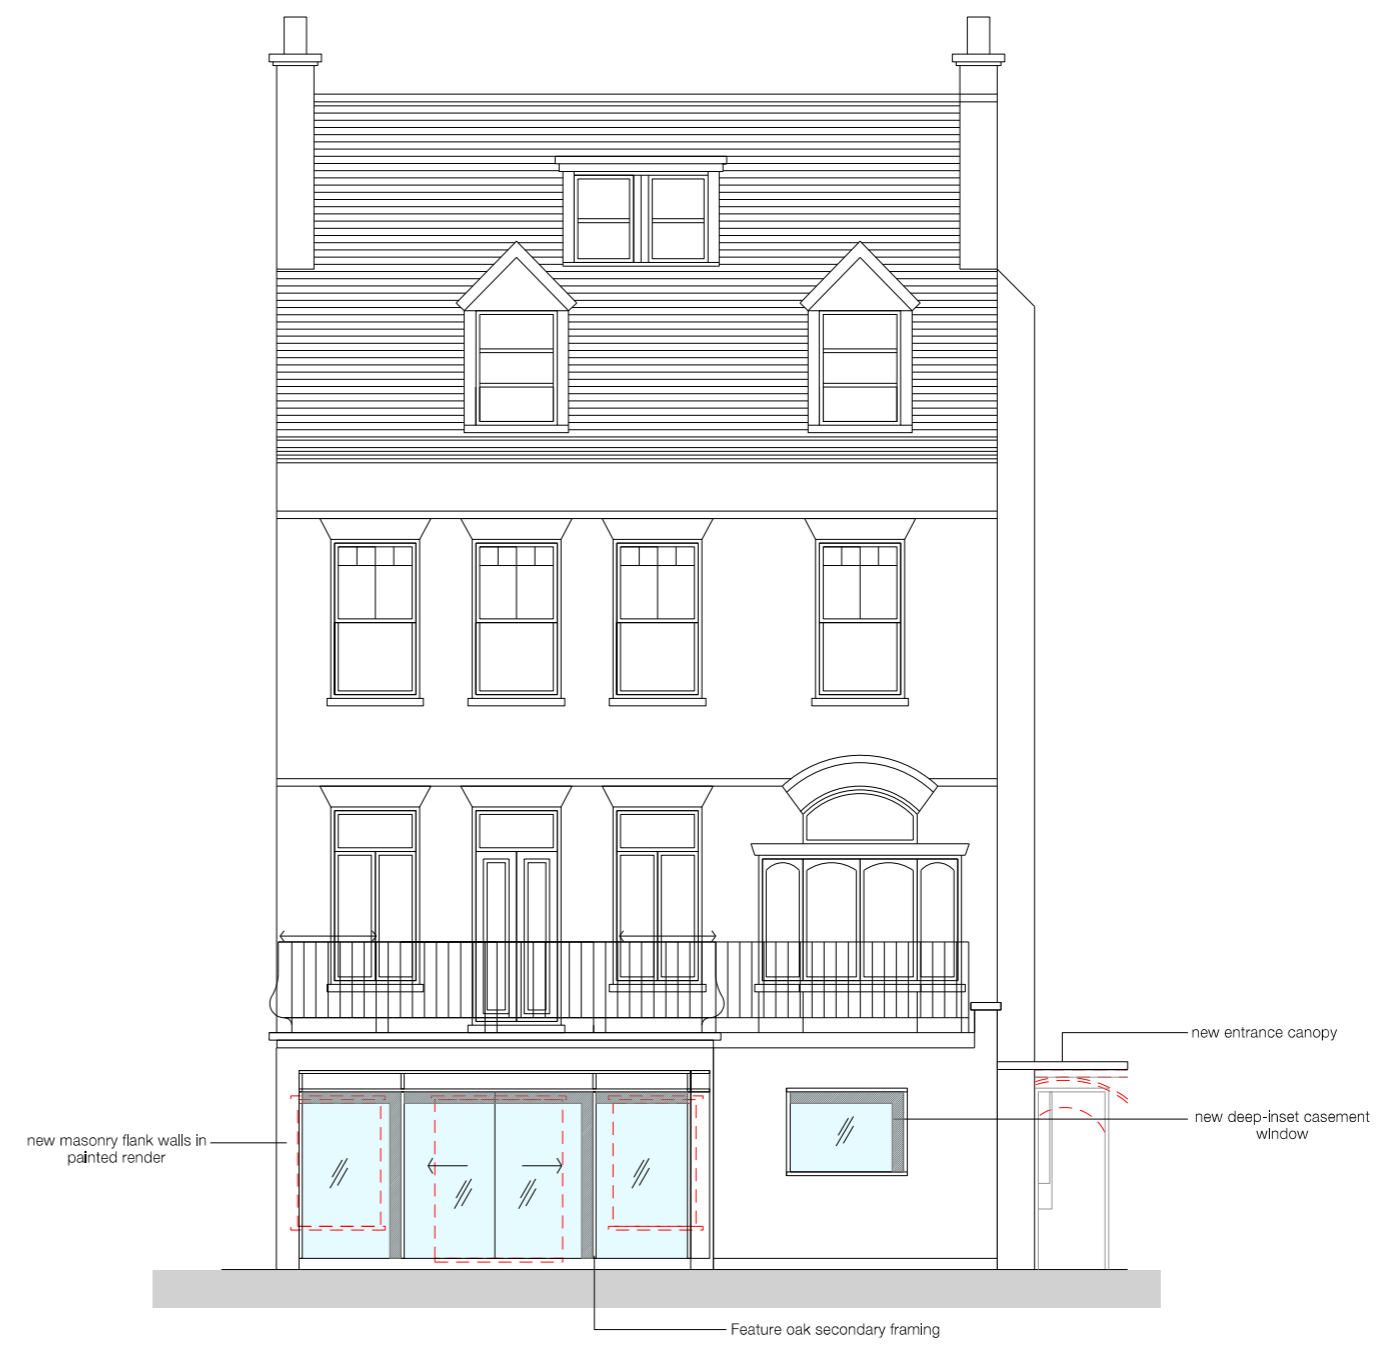 new entrance canopy
new deep-inset casement
window
new masonry flank walls in
painted render
Feature oak secondary framing